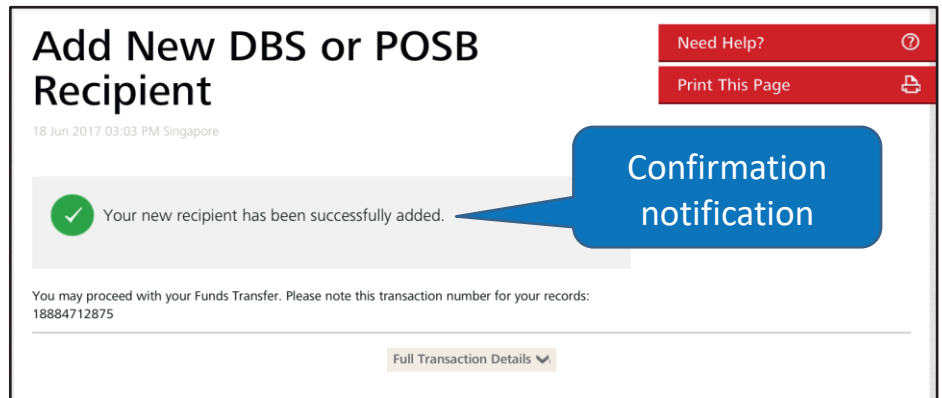 Add New DBS or POSB
Recipient
Need Help?
Print This Page
18 Jun 2017 03:03 PM Singapore
Confirmation
notification
Your new recipient has been successfully added.
You may proceed with your Funds Transfer. Please note this transaction number for your records:
18884712875
Full Transaction Details